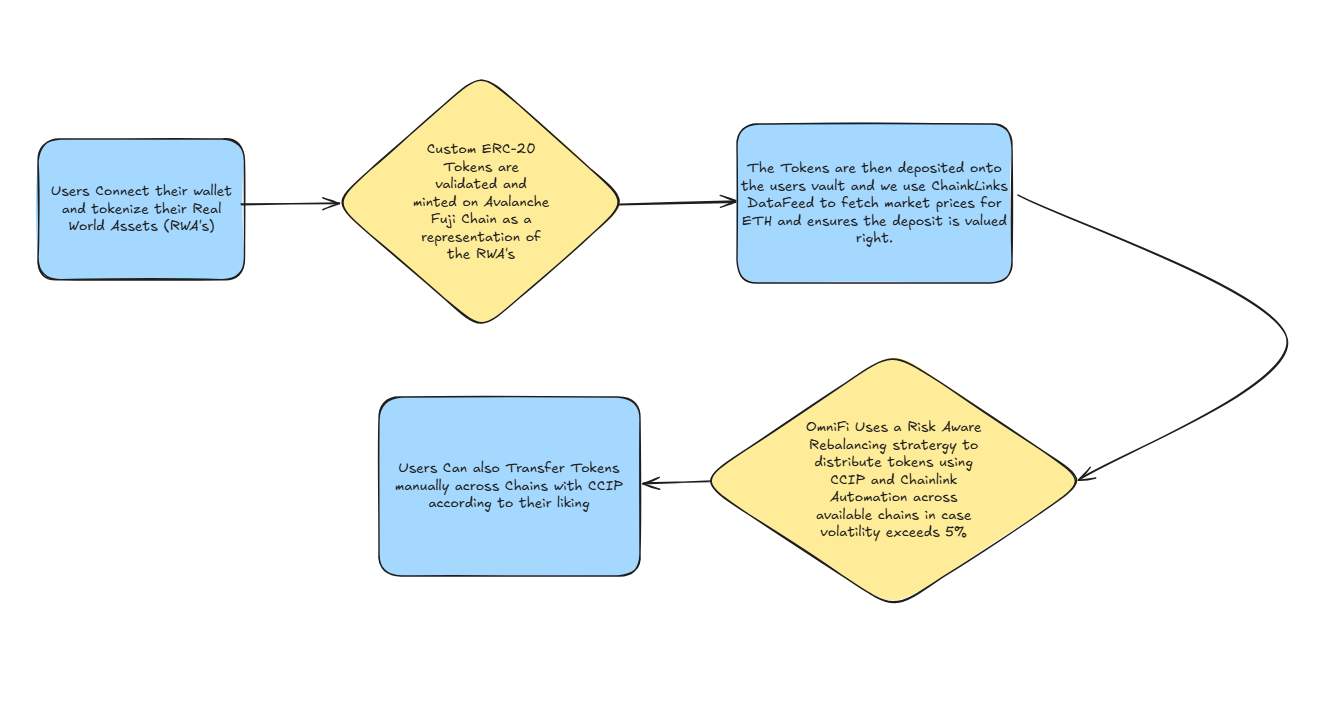 Users Connect their wallet
and tokenize their Real
World Assets (RWA's)
Custom ERC-20
Tokens are
validated and
minted on Avalanche
Fuji Chain as a
representation of
the RWA's
The Tokens are then deposited onto
the users vault and we use ChainkLinks
DataFeed to fetch market prices for
ETH and ensures the deposit is valued
right.
OmniFi Uses a Risk Aware
Rebalancing stratergy to
distribute tokens using
CCIP and Chainlink
Automation across
available chains in case
volatility exceeds 5%
Users Can also Transfer Tokens
manually across Chains with CCIP
according to their liking